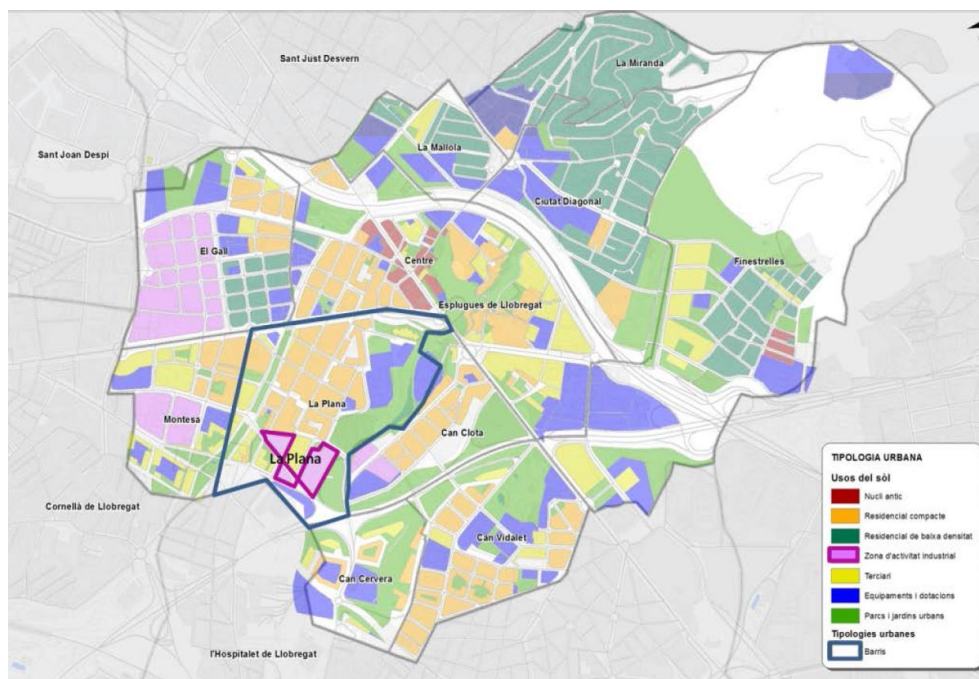 Sant Just Desvern
La Miranda
Sant Joan Despí
La Mallola
Ciutat Diagonal
El Gall
Centre
Finestrelles
Esplugues de Llobregat
La Plana
Montesa
Can Clota
La Plana
Cornellà de Llobregat
Can Vidalet
Can Cervera
l'Hospitalet de Llobregat
TIPOLOGIA URBANA
Usos del sòl
Nucli antic
Residencial compacte
Residencial de baixa densitat
Zona d'activitat industrial
Terciari
Equipaments i dotacions
Parcs i jardins urbans
Tipologies urbanes
Barris